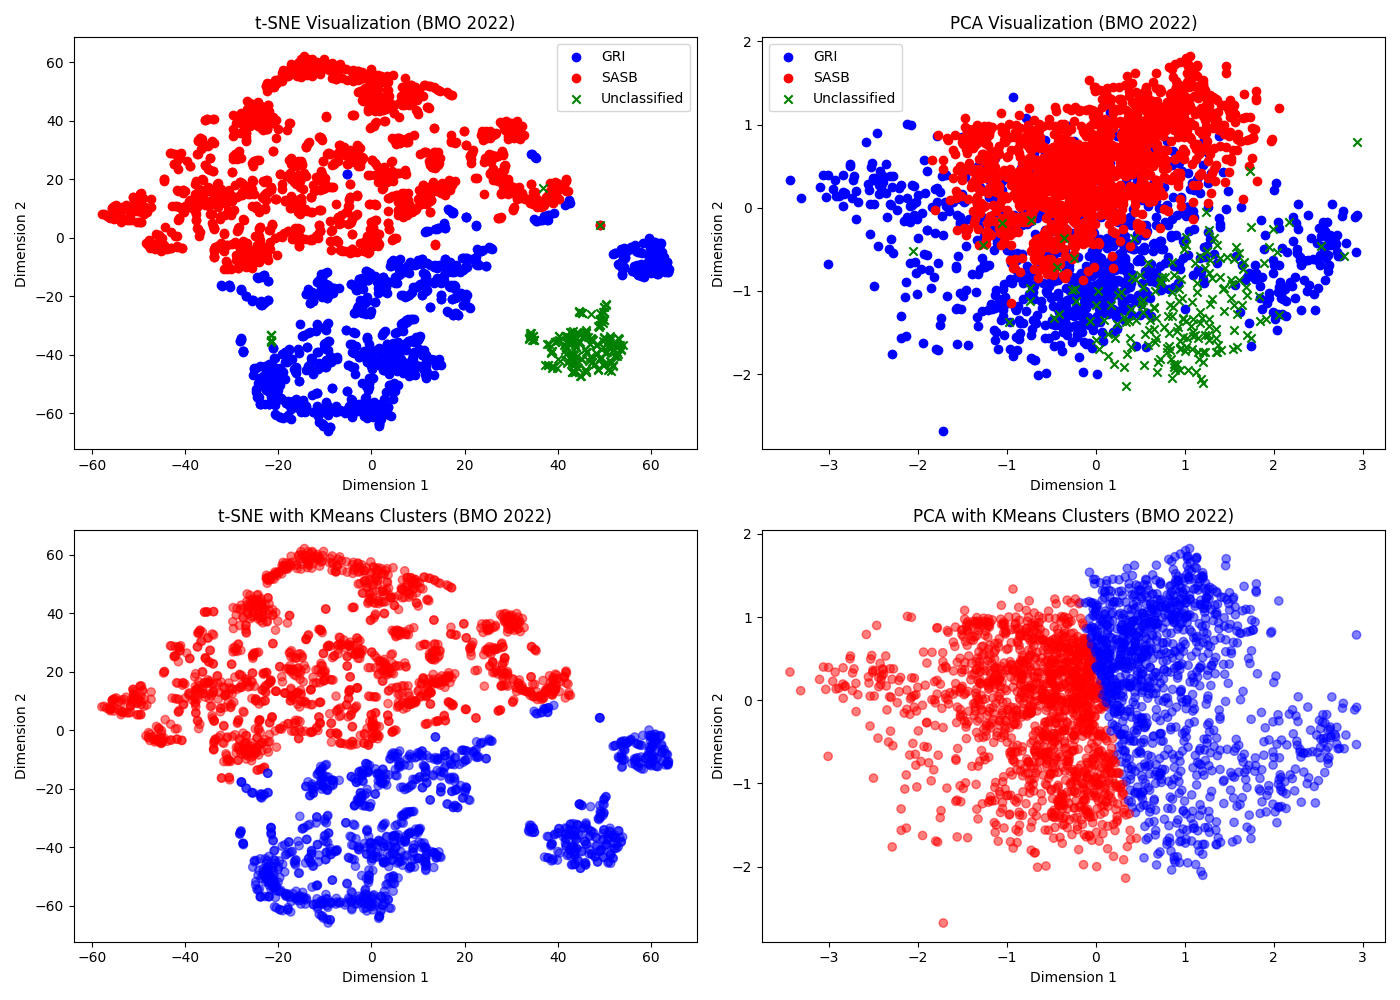 t-SNE Visualization (BMO 2022)
GRI
SASB
Unclassified
60
40
20
0
−20
−40
−60
Dimension 2
−60 −40 −20 0 20 40 60
Dimension 1
PCA Visualization (BMO 2022)
GRI
SASB
Unclassified
2
1
0
−1
−2
Dimension 2
−3 −2 −1 0 1 2 3
Dimension 1
t-SNE with KMeans Clusters (BMO 2022)
60
40
20
0
−20
−40
−60
Dimension 2
−60 −40 −20 0 20 40 60
Dimension 1
PCA with KMeans Clusters (BMO 2022)
2
1
0
−1
−2
Dimension 2
−3 −2 −1 0 1 2 3
Dimension 1